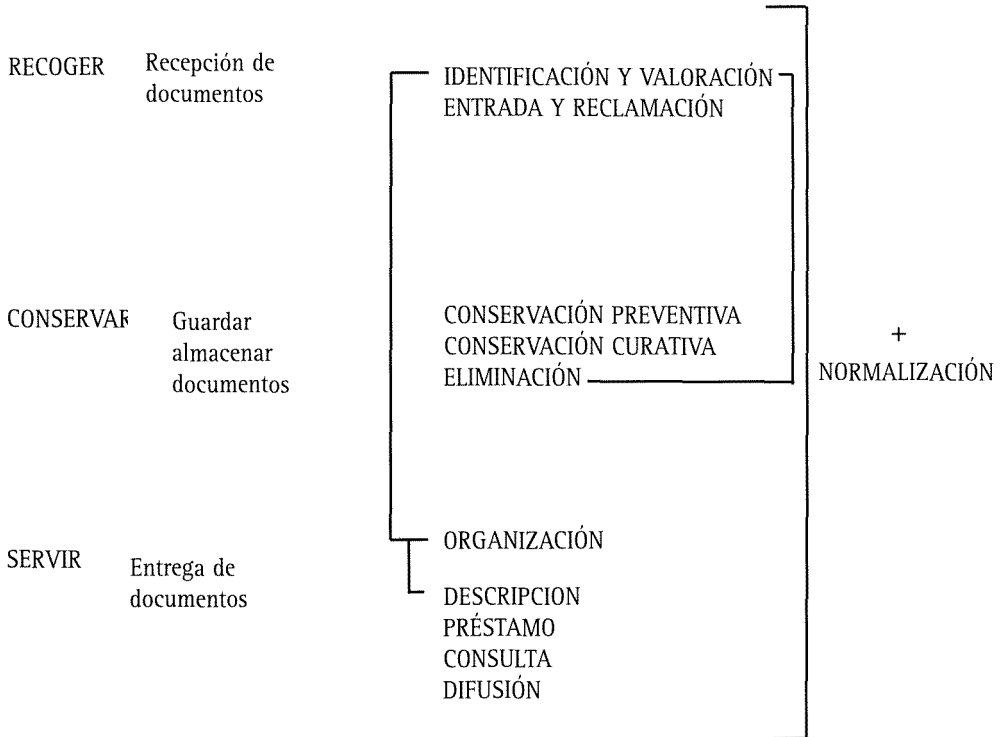 RECOGER
Recepción de
documentos
IDENTIFICACIÓN Y VALORACIÓN
ENTRADA Y RECLAMACIÓN
CONSERVAR
Guardar
almacenar
documentos
CONSERVACIÓN PREVENTIVA
CONSERVACIÓN CURATIVA
ELIMINACIÓN
+
NORMALIZACIÓN
SERVIR
Entrega de
documentos
ORGANIZACIÓN
DESCRIPCION
PRÉSTAMO
CONSULTA
DIFUSIÓN